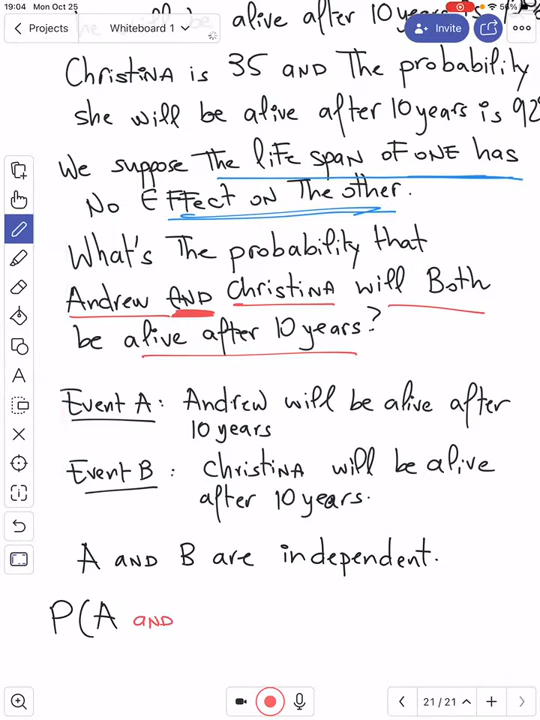 19:04 Mon Oct 25
56%
Projects
Whiteboard 1
Invite
alive after 10 years
Christina is 35 and The probability
she will be alive after 10 years is 92%
We suppose The life span of ONE has
No Effect on The other.
What's The probability that
Andrew AND Christina will Both
be alive after 10 years?
Event A: Andrew will be alive after
10 years
Event B: Christina will be alive
after 10 years.
A AND B are independent.
P(A AND
A
21/21